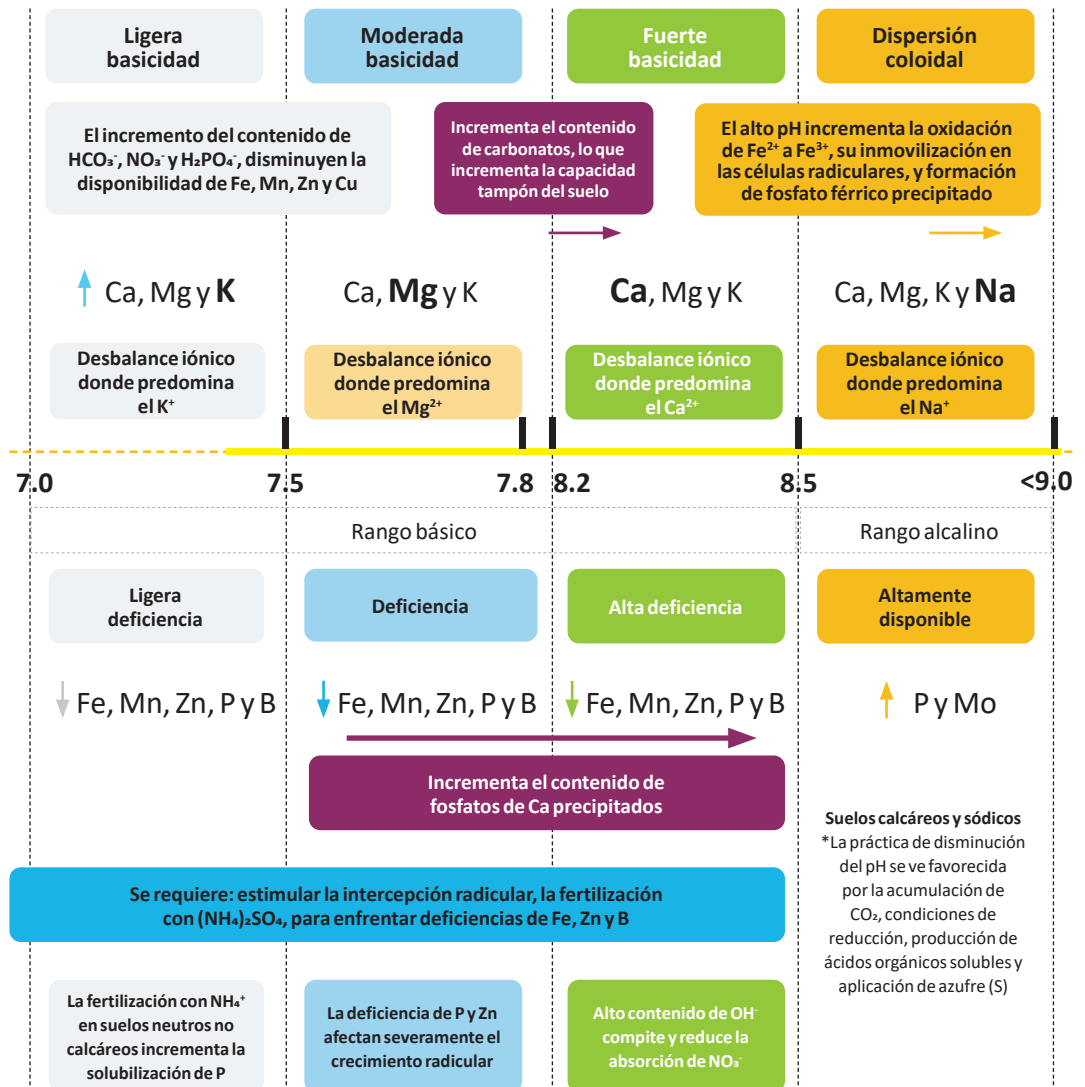 Ligera
basicidad
Moderada
basicidad
Fuerte
basicidad
Dispersión
coloidal
El incremento del contenido de
HCO₃⁻, NO₃⁻ y H₂PO₄⁻, disminuyen la
disponibilidad de Fe, Mn, Zn y Cu
Incrementa el contenido
de carbonatos, lo que
incrementa la capacidad
tampón del suelo
El alto pH incrementa la oxidación
de Fe²⁺ a Fe³⁺, su inmovilización en
las células radiculares, y formación
de fosfato férrico precipitado
Ca, Mg y K
Ca, Mg y K
Ca, Mg y K
Ca, Mg, K y Na
Desbalance iónico
donde predomina
el K⁺
Desbalance iónico
donde predomina
el Mg²⁺
Desbalance iónico
donde predomina
el Ca²⁺
Desbalance iónico
donde predomina
el Na⁺
7.0 7.5 7.8 8.2 8.5 <9.0
Rango básico
Rango alcalino
Ligera
deficiencia
Deficiencia
Alta deficiencia
Altamente
disponible
Fe, Mn, Zn, P y B
Fe, Mn, Zn, P y B
Fe, Mn, Zn, P y B
P y Mo
Incrementa el contenido de
fosfatos de Ca precipitados
Suelos calcáreos y sódicos
*La práctica de disminución
del pH se ve favorecida
por la acumulación de
CO₂, condiciones de
reducción, producción de
ácidos orgánicos solubles y
aplicación de azufre (S)
Se requiere: estimular la intercepción radicular, la fertilización
con (NH₄)₂SO₄, para enfrentar deficiencias de Fe, Zn y B
La fertilización con NH₄⁺
en suelos neutros no
calcáreos incrementa la
solubilización de P
La deficiencia de P y Zn
afectan severamente el
crecimiento radicular
Alto contenido de OH⁻
compite y reduce la
absorción de NO₃⁻